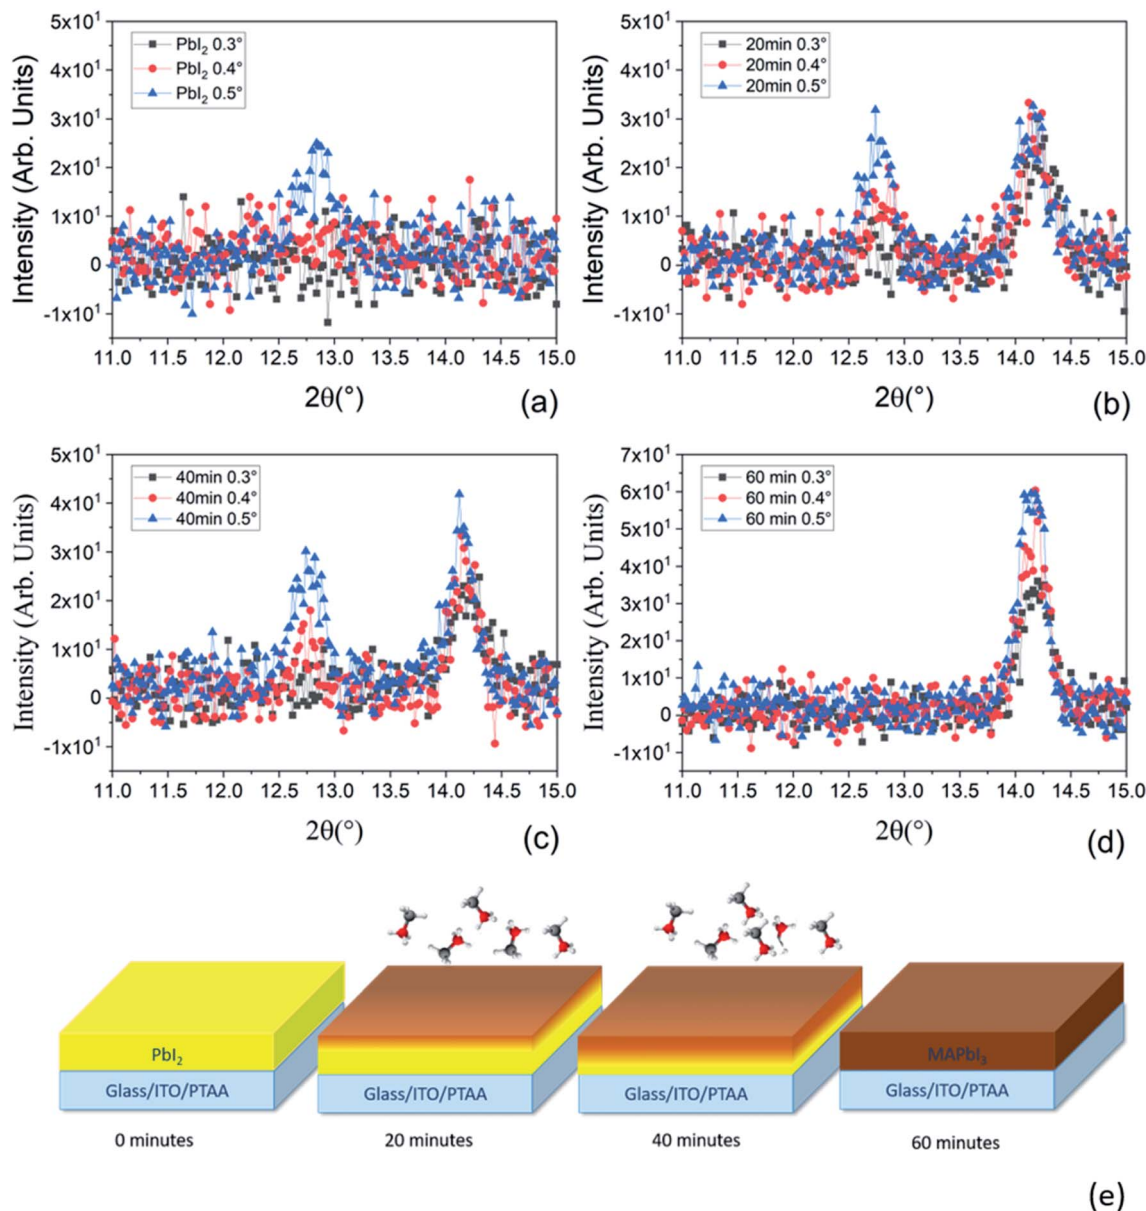 5x10¹
4x10¹
3x10¹
2x10¹
1x10¹
0
-1x10¹
Intensity (Arb. Units)
PbI₂ 0.3°
PbI₂ 0.4°
PbI₂ 0.5°
11.0 11.5 12.0 12.5 13.0 13.5 14.0 14.5 15.0
2θ(°)
(a)
5x10¹
4x10¹
3x10¹
2x10¹
1x10¹
0
-1x10¹
Intensity (Arb. Units)
20min 0.3°
20min 0.4°
20min 0.5°
11.0 11.5 12.0 12.5 13.0 13.5 14.0 14.5 15.0
2θ(°)
(b)
5x10¹
4x10¹
3x10¹
2x10¹
1x10¹
0
-1x10¹
Intensity (Arb. Units)
40min 0.3°
40min 0.4°
40min 0.5°
11.0 11.5 12.0 12.5 13.0 13.5 14.0 14.5 15.0
2θ(°)
(c)
7x10¹
6x10¹
5x10¹
4x10¹
3x10¹
2x10¹
1x10¹
0
-1x10¹
Intensity (Arb. Units)
60 min 0.3°
60 min 0.4°
60 min 0.5°
11.0 11.5 12.0 12.5 13.0 13.5 14.0 14.5 15.0
2θ(°)
(d)
PbI₂
Glass/ITO/PTAA
0 minutes
Glass/ITO/PTAA
20 minutes
Glass/ITO/PTAA
40 minutes
MAPbI₃
Glass/ITO/PTAA
60 minutes
(e)